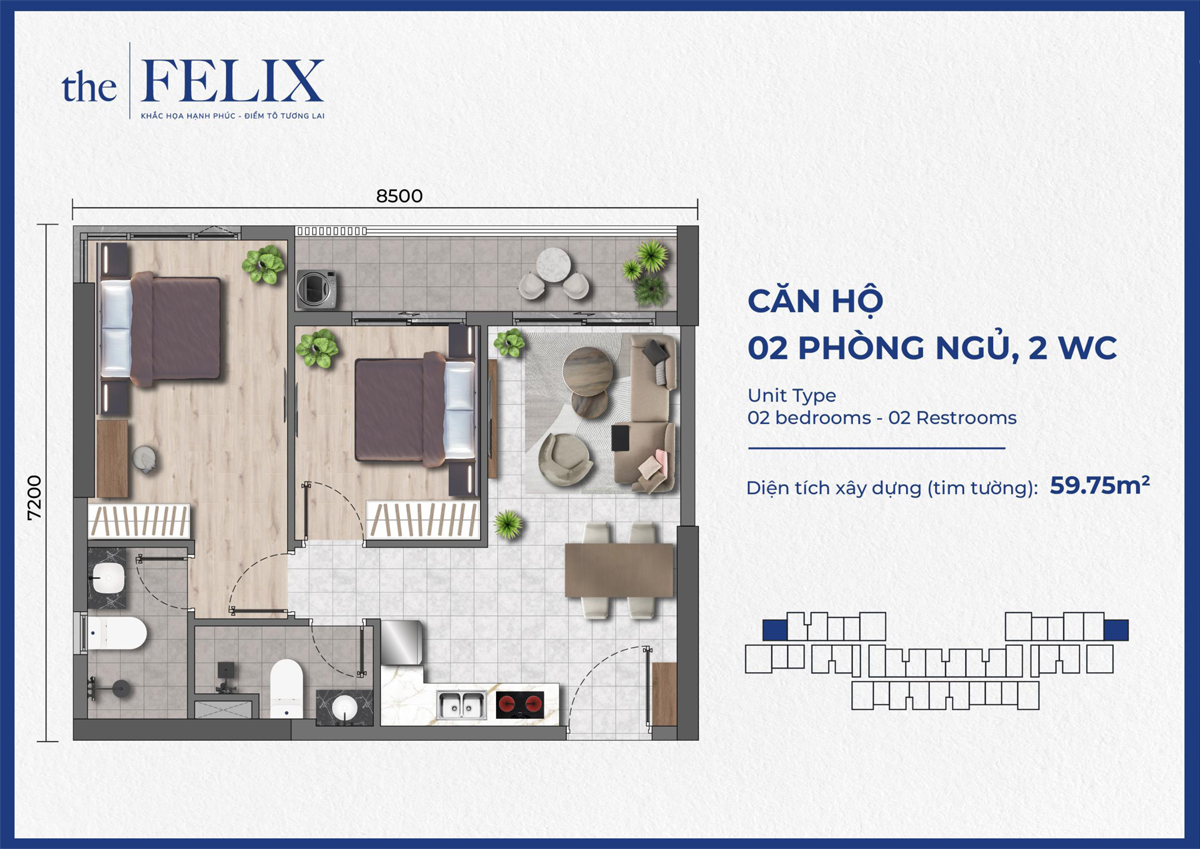 the FELIX
KHẮC HỌA HẠNH PHÚC - ĐIỂM TÔ TƯƠNG LAI
8500
7200
CĂN HỘ
02 PHÒNG NGỦ, 2 WC
Unit Type
02 bedrooms - 02 Restrooms
Diện tích xây dựng (tim tường): 59.75m²